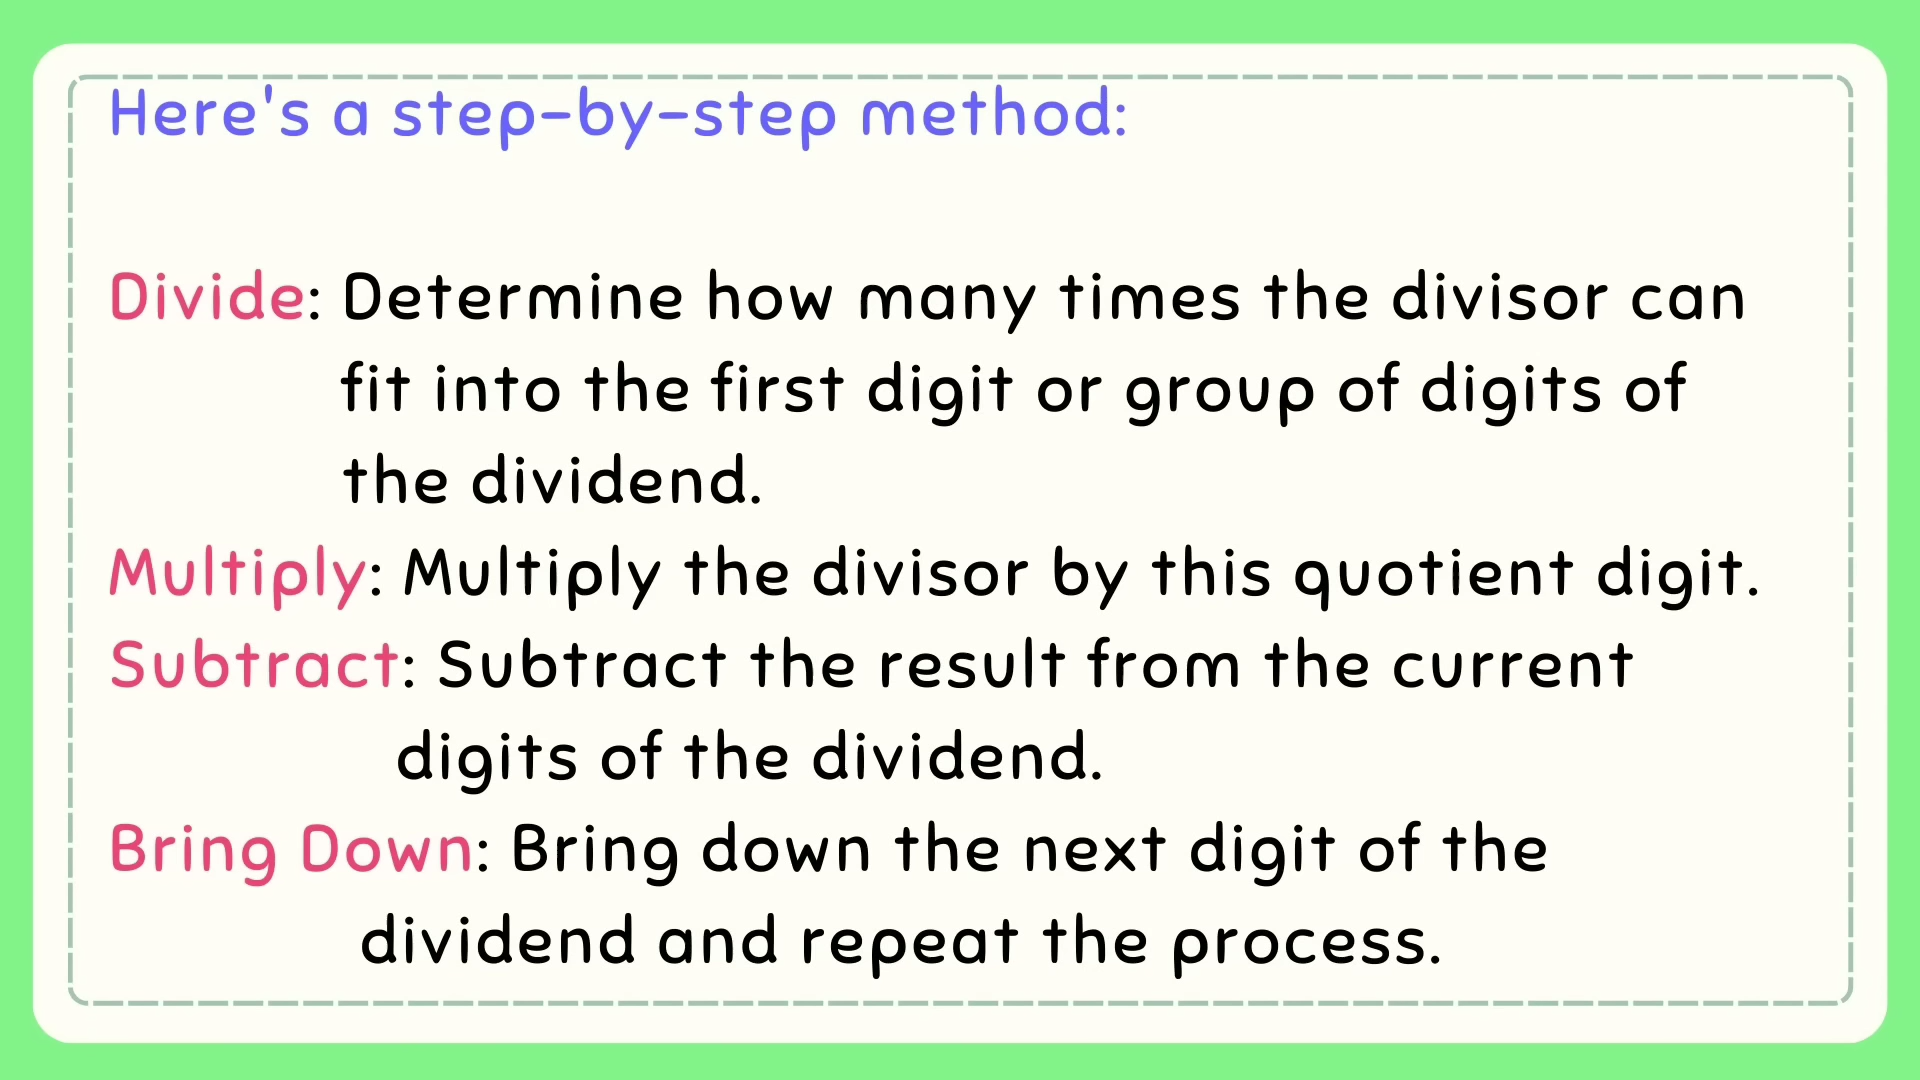 Here's a step-by-step method:
Divide: Determine how many times the divisor can
fit into the first digit or group of digits of
the dividend.
Multiply: Multiply the divisor by this quotient digit.
Subtract: Subtract the result from the current
digits of the dividend.
Bring Down: Bring down the next digit of the
dividend and repeat the process.